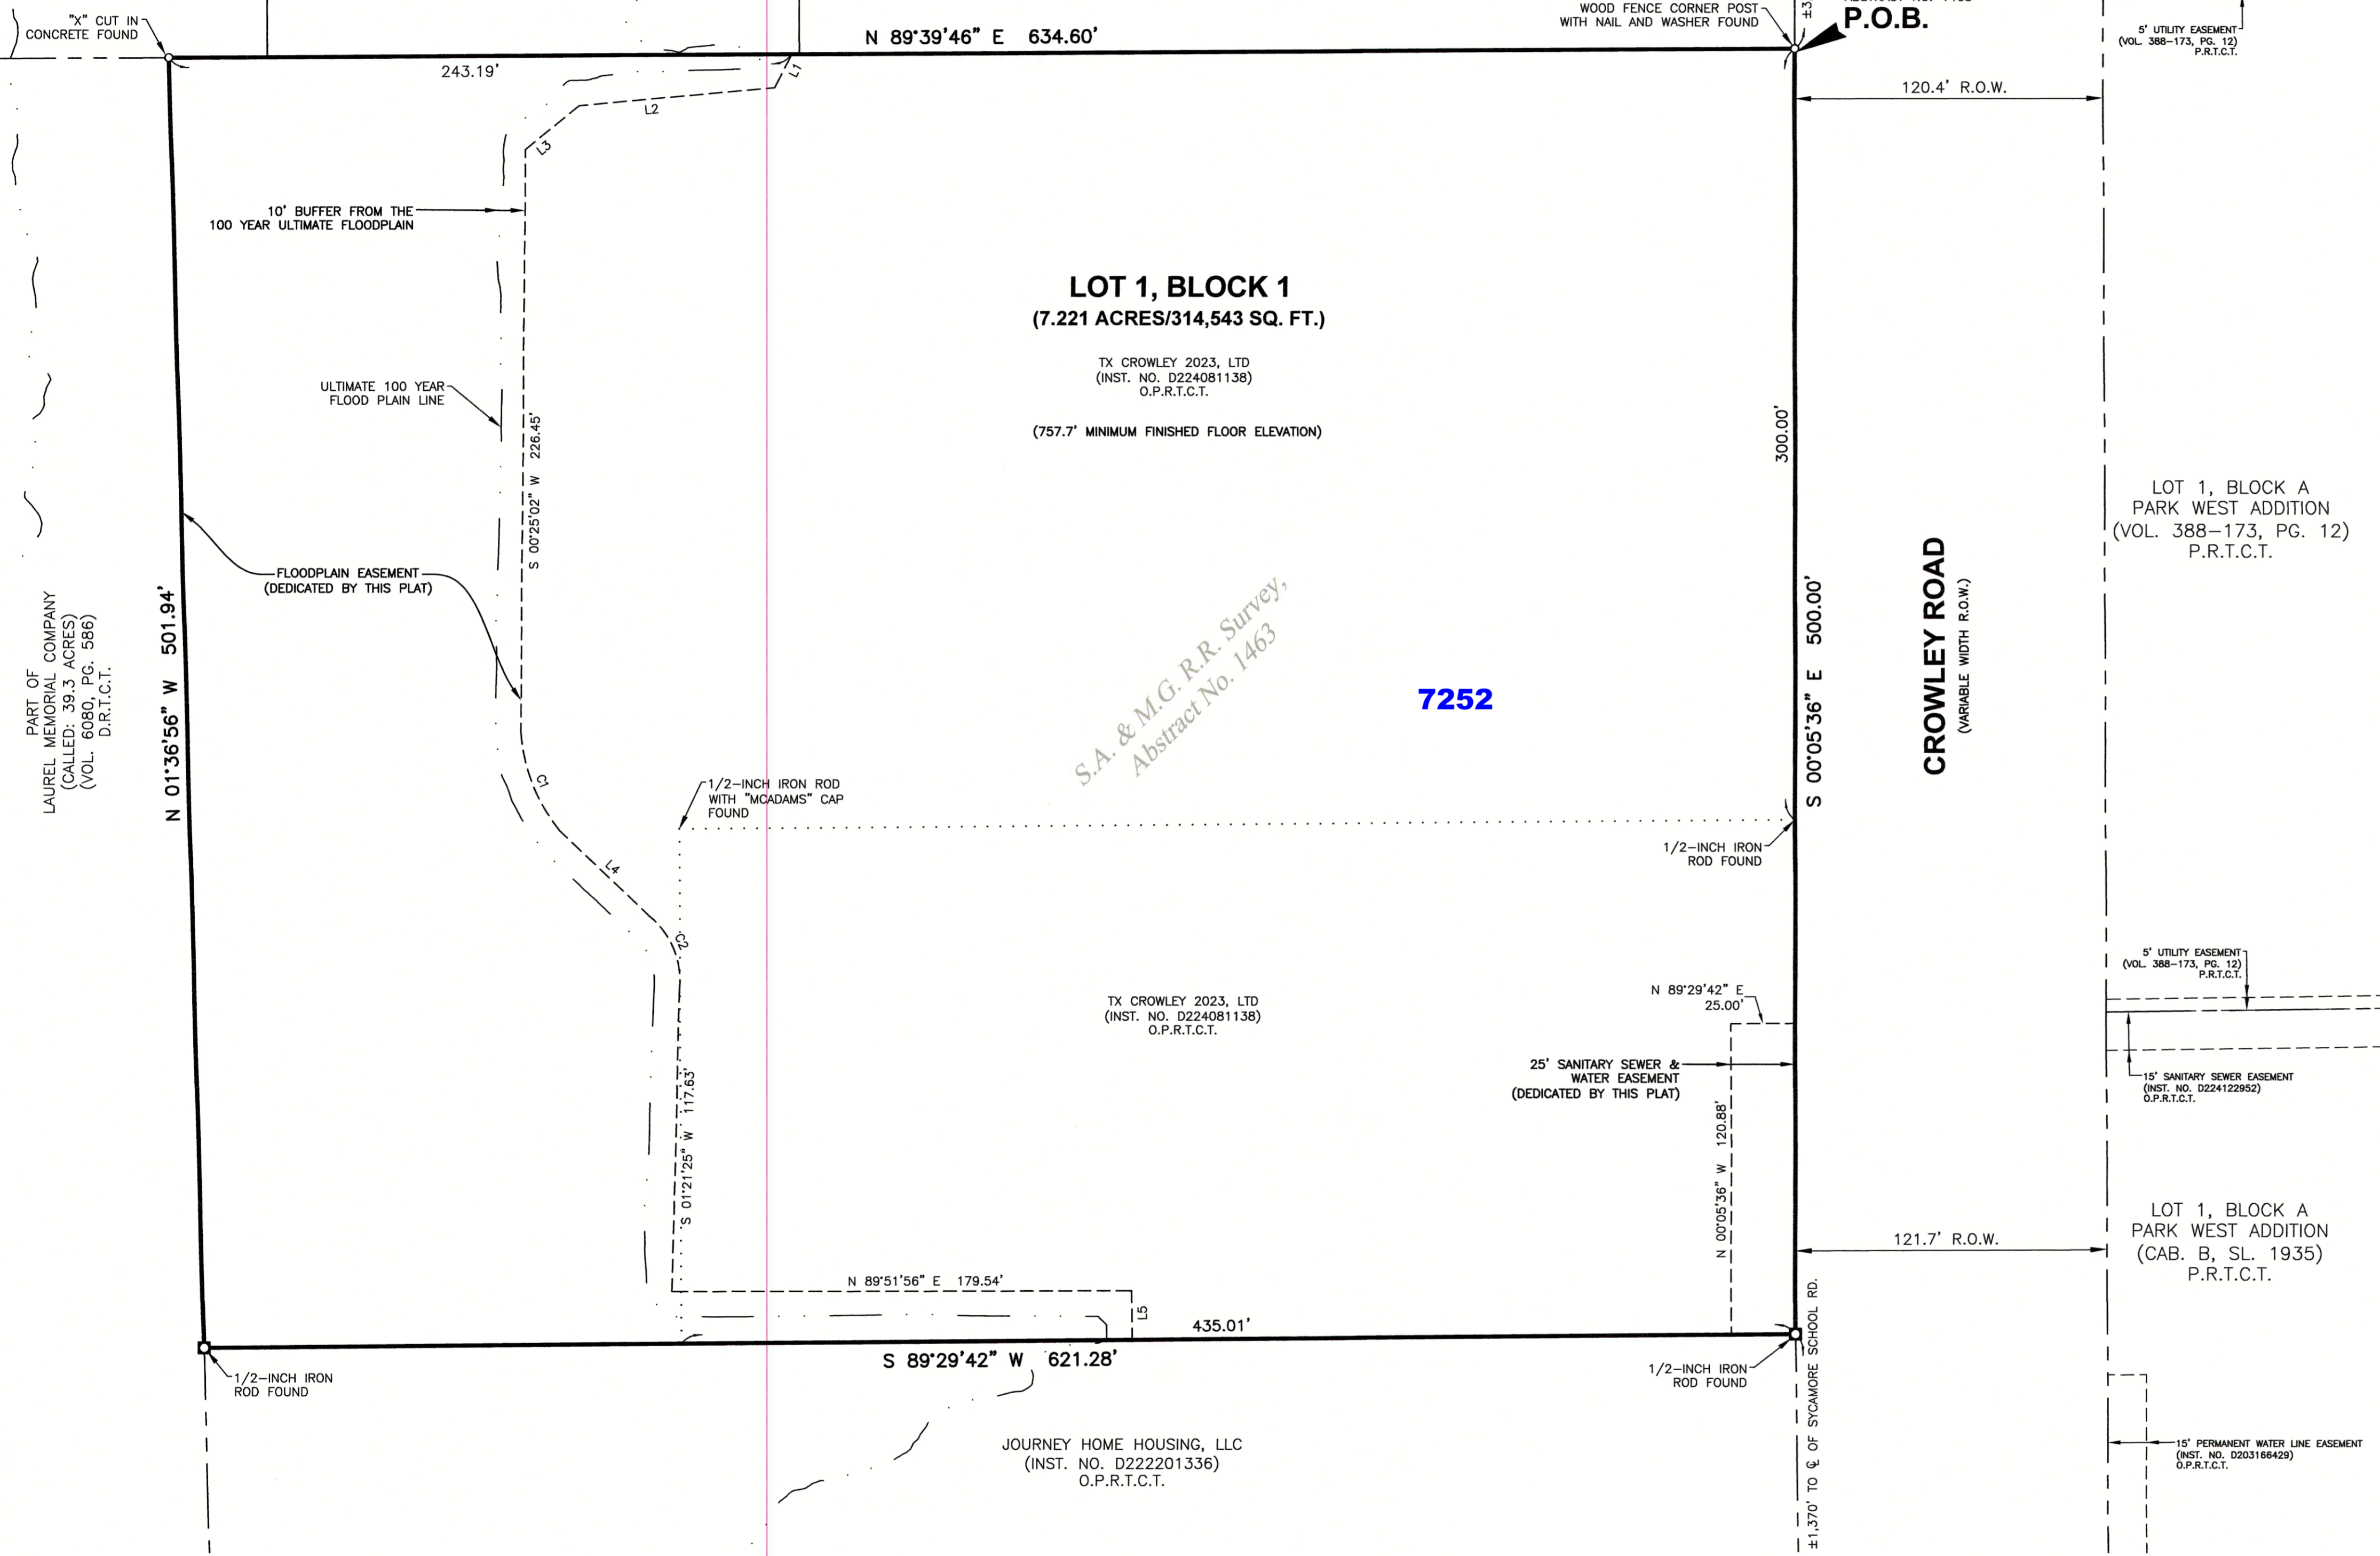 "X" CUT IN
CONCRETE FOUND
N 89°39'46" E 634.60'
243.19'
L1
L2
L3
WOOD FENCE CORNER POST
WITH NAIL AND WASHER FOUND
P.O.B.
5' UTILITY EASEMENT
(VOL. 388-173, PG. 12)
P.R.T.C.T.
120.4' R.O.W.
10' BUFFER FROM THE
100 YEAR ULTIMATE FLOODPLAIN
LOT 1, BLOCK 1
(7.221 ACRES/314,543 SQ. FT.)
TX CROWLEY 2023, LTD
(INST. NO. D224081138)
O.P.R.T.C.T.
(757.7' MINIMUM FINISHED FLOOR ELEVATION)
ULTIMATE 100 YEAR
FLOOD PLAIN LINE
S 00°25'02" W 226.45'
300.00'
LOT 1, BLOCK A
PARK WEST ADDITION
(VOL. 388-173, PG. 12)
P.R.T.C.T.
FLOODPLAIN EASEMENT
(DEDICATED BY THIS PLAT)
PART OF
LAUREL MEMORIAL COMPANY
(CALLED: 39.3 ACRES)
(VOL. 6080, PG. 586)
D.R.T.C.T.
N 01°36'56" W 501.94'
S.A. & M.G. R.R. Survey,
Abstract No. 1463
7252
S 00°05'36" E 500.00'
CROWLEY ROAD
(VARIABLE WIDTH R.O.W.)
C1
1/2-INCH IRON ROD
WITH "MCADAMS" CAP
FOUND
L4
1/2-INCH IRON
ROD FOUND
C2
TX CROWLEY 2023, LTD
(INST. NO. D224081138)
O.P.R.T.C.T.
N 89°29'42" E
25.00'
5' UTILITY EASEMENT
(VOL. 388-173, PG. 12)
P.R.T.C.T.
25' SANITARY SEWER &
WATER EASEMENT
(DEDICATED BY THIS PLAT)
15' SANITARY SEWER EASEMENT
(INST. NO. D224122952)
O.P.R.T.C.T.
S 01°21'25" W 117.63'
N 00°05'36" W 120.88'
LOT 1, BLOCK A
PARK WEST ADDITION
(CAB. B, SL. 1935)
P.R.T.C.T.
121.7' R.O.W.
N 89°51'56" E 179.54'
L5
435.01'
S 89°29'42" W 621.28'
1/2-INCH IRON
ROD FOUND
1/2-INCH IRON
ROD FOUND
±1,370' TO ℄ OF SYCAMORE SCHOOL RD.
JOURNEY HOME HOUSING, LLC
(INST. NO. D222201336)
O.P.R.T.C.T.
15' PERMANENT WATER LINE EASEMENT
(INST. NO. D203166429)
O.P.R.T.C.T.